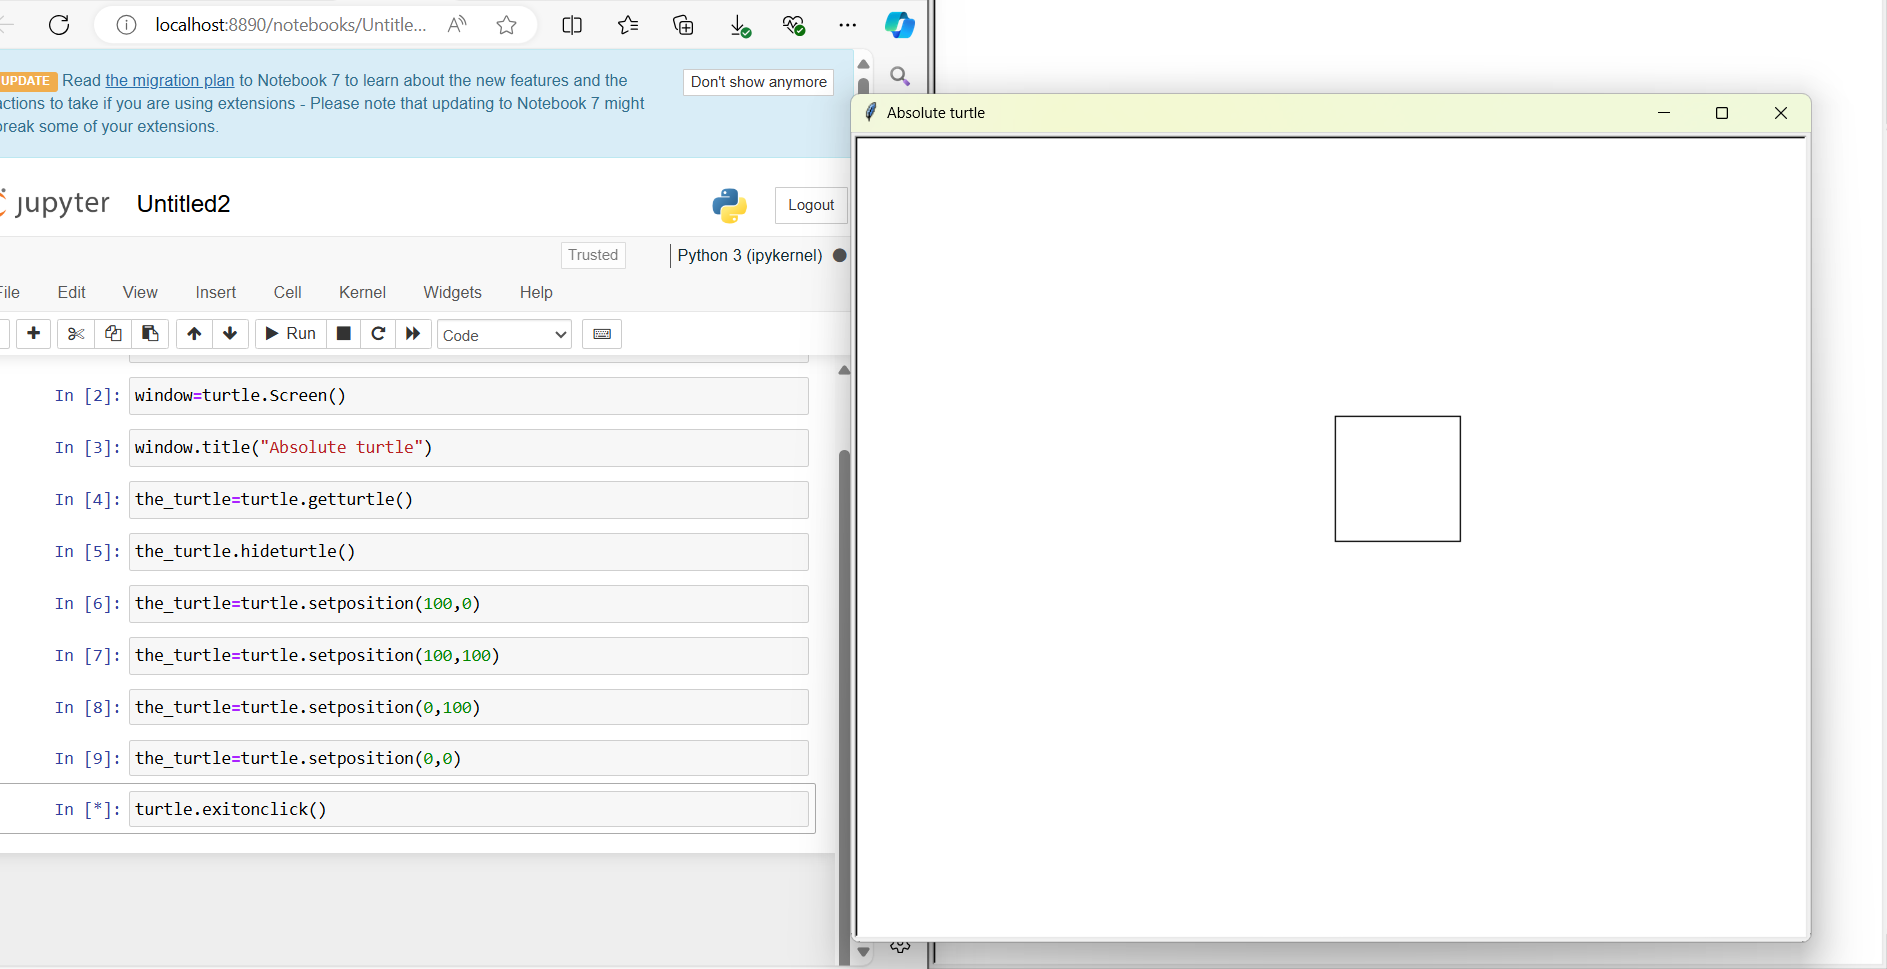 localhost:8890/notebooks/Untitle...
UPDATE Read the migration plan to Notebook 7 to learn about the new features and the
actions to take if you are using extensions - Please note that updating to Notebook 7 might
break some of your extensions.
Don't show anymore
Absolute turtle
jupyter Untitled2
Logout
Trusted
Python 3 (ipykernel)
File Edit View Insert Cell Kernel Widgets Help
Run
Code
In [2]: window=turtle.Screen()
In [3]: window.title("Absolute turtle")
In [4]: the_turtle=turtle.getturtle()
In [5]: the_turtle.hideturtle()
In [6]: the_turtle=turtle.setposition(100,0)
In [7]: the_turtle=turtle.setposition(100,100)
In [8]: the_turtle=turtle.setposition(0,100)
In [9]: the_turtle=turtle.setposition(0,0)
In [*]: turtle.exitonclick()